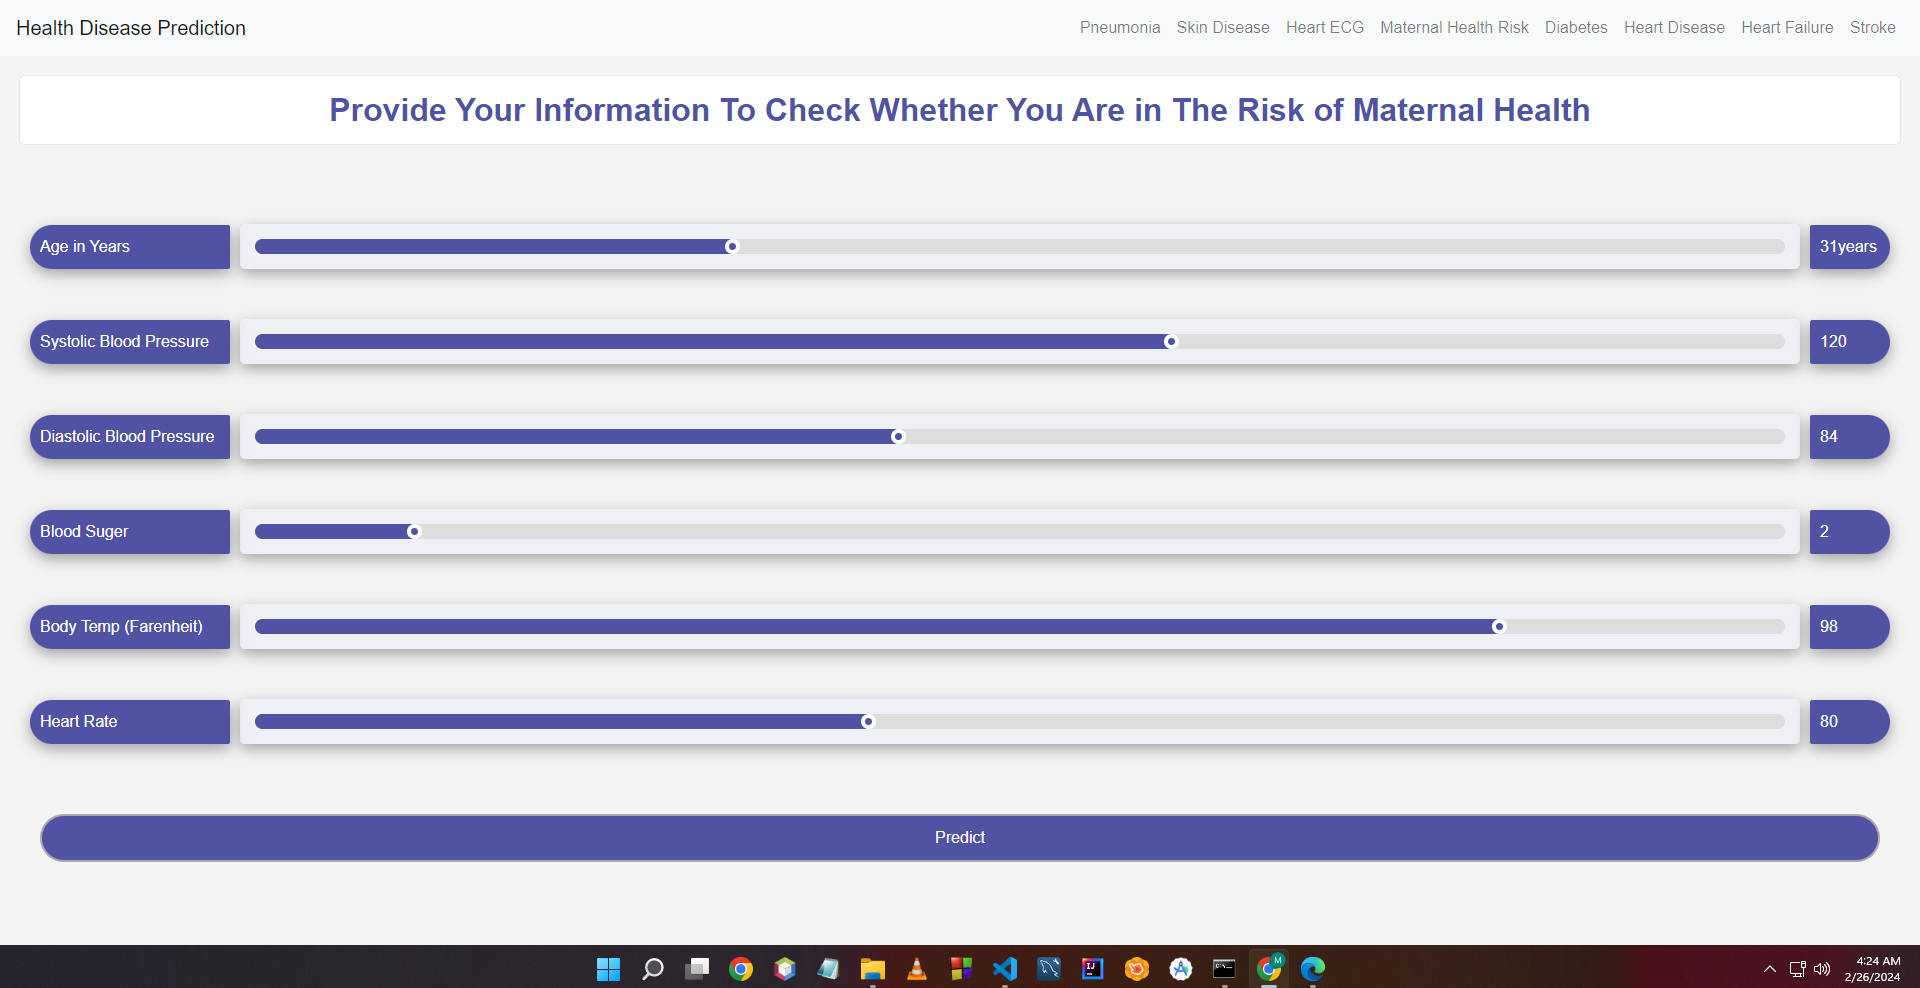 Health Disease Prediction
Pneumonia Skin Disease Heart ECG Maternal Health Risk Diabetes Heart Disease Heart Failure Stroke
Provide Your Information To Check Whether You Are in The Risk of Maternal Health
Age in Years 31years
Systolic Blood Pressure 120
Diastolic Blood Pressure 84
Blood Suger 2
Body Temp (Farenheit) 98
Heart Rate 80
Predict
4:24 AM
2/26/2024